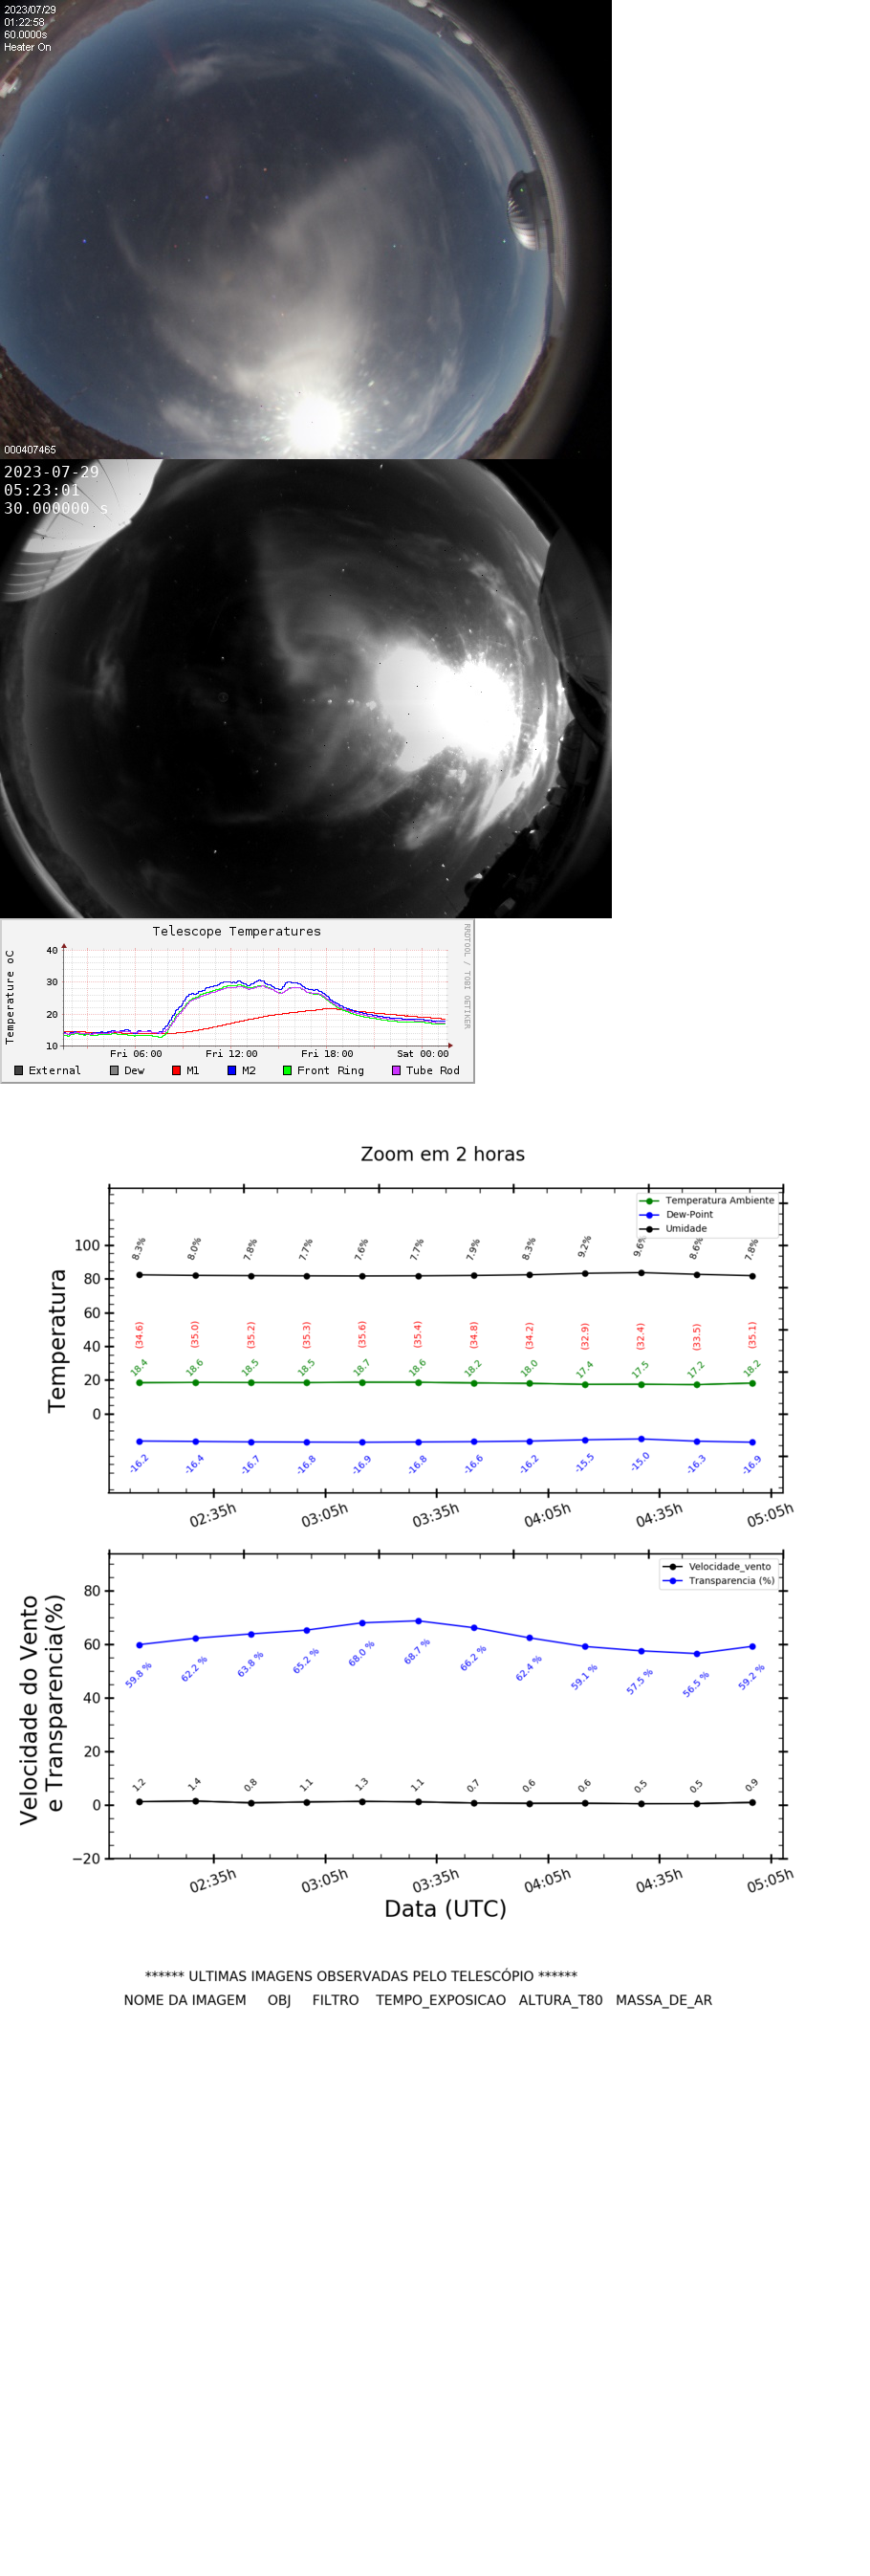 2023/07/29
01:22:58
60.0000s
Heater On
000407465
2023-07-29
05:23:01
30.000000 s
Telescope Temperatures
RRDTOOL / TOBI OETIKER
Temperature oC
40
30
20
10
Fri 06:00 Fri 12:00 Fri 18:00 Sat 00:00
External Dew M1 M2 Front Ring Tube Rod
Zoom em 2 horas
Temperatura Ambiente
Dew-Point
Umidade
Temperatura
100
80
60
40
20
0
8.3% 8.0% 7.8% 7.7% 7.6% 7.7% 7.9% 8.3% 9.2% 9.6% 8.6% 7.8%
(34.6) (35.0) (35.2) (35.3) (35.6) (35.4) (34.8) (34.2) (32.9) (32.4) (33.5) (35.1)
18.4 18.6 18.5 18.5 18.7 18.6 18.2 18.0 17.4 17.5 17.2 18.2
-16.2 -16.4 -16.7 -16.8 -16.9 -16.8 -16.6 -16.2 -15.5 -15.0 -16.3 -16.9
02:35h 03:05h 03:35h 04:05h 04:35h 05:05h
Velocidade_vento
Transparencia (%)
Velocidade do Vento
e Transparencia(%)
80
60
40
20
0
−20
59.8 % 62.2 % 63.8 % 65.2 % 68.0 % 68.7 % 66.2 % 62.4 % 59.1 % 57.5 % 56.5 % 59.2 %
1.2 1.4 0.8 1.1 1.3 1.1 0.7 0.6 0.6 0.5 0.5 0.9
02:35h 03:05h 03:35h 04:05h 04:35h 05:05h
Data (UTC)
****** ULTIMAS IMAGENS OBSERVADAS PELO TELESCÓPIO ******
NOME DA IMAGEM OBJ FILTRO TEMPO_EXPOSICAO ALTURA_T80 MASSA_DE_AR